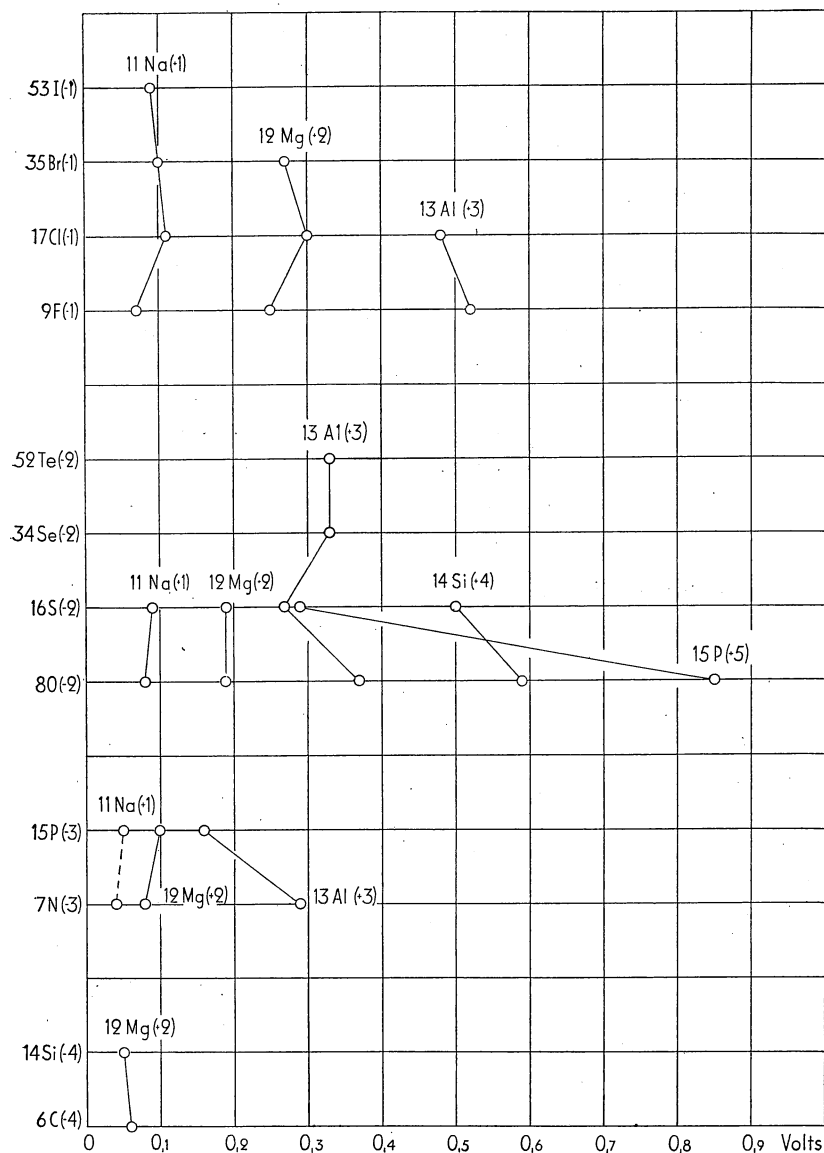 11 Na(+1)
53 I(-1)
12 Mg(+2)
35 Br(-1)
13 Al(+3)
17 Cl(-1)
9 F(-1)
13 Al(+3)
52 Te(-2)
34 Se(-2)
11 Na(+1) 12 Mg(+2) 14 Si(+4)
16 S(-2)
15 P(+5)
8 O(-2)
11 Na(+1)
15 P(-3)
12 Mg(+2) 13 Al(+3)
7 N(-3)
12 Mg(+2)
14 Si(-4)
6 C(-4)
0 0,1 0,2 0,3 0,4 0,5 0,6 0,7 0,8 0,9 Volts